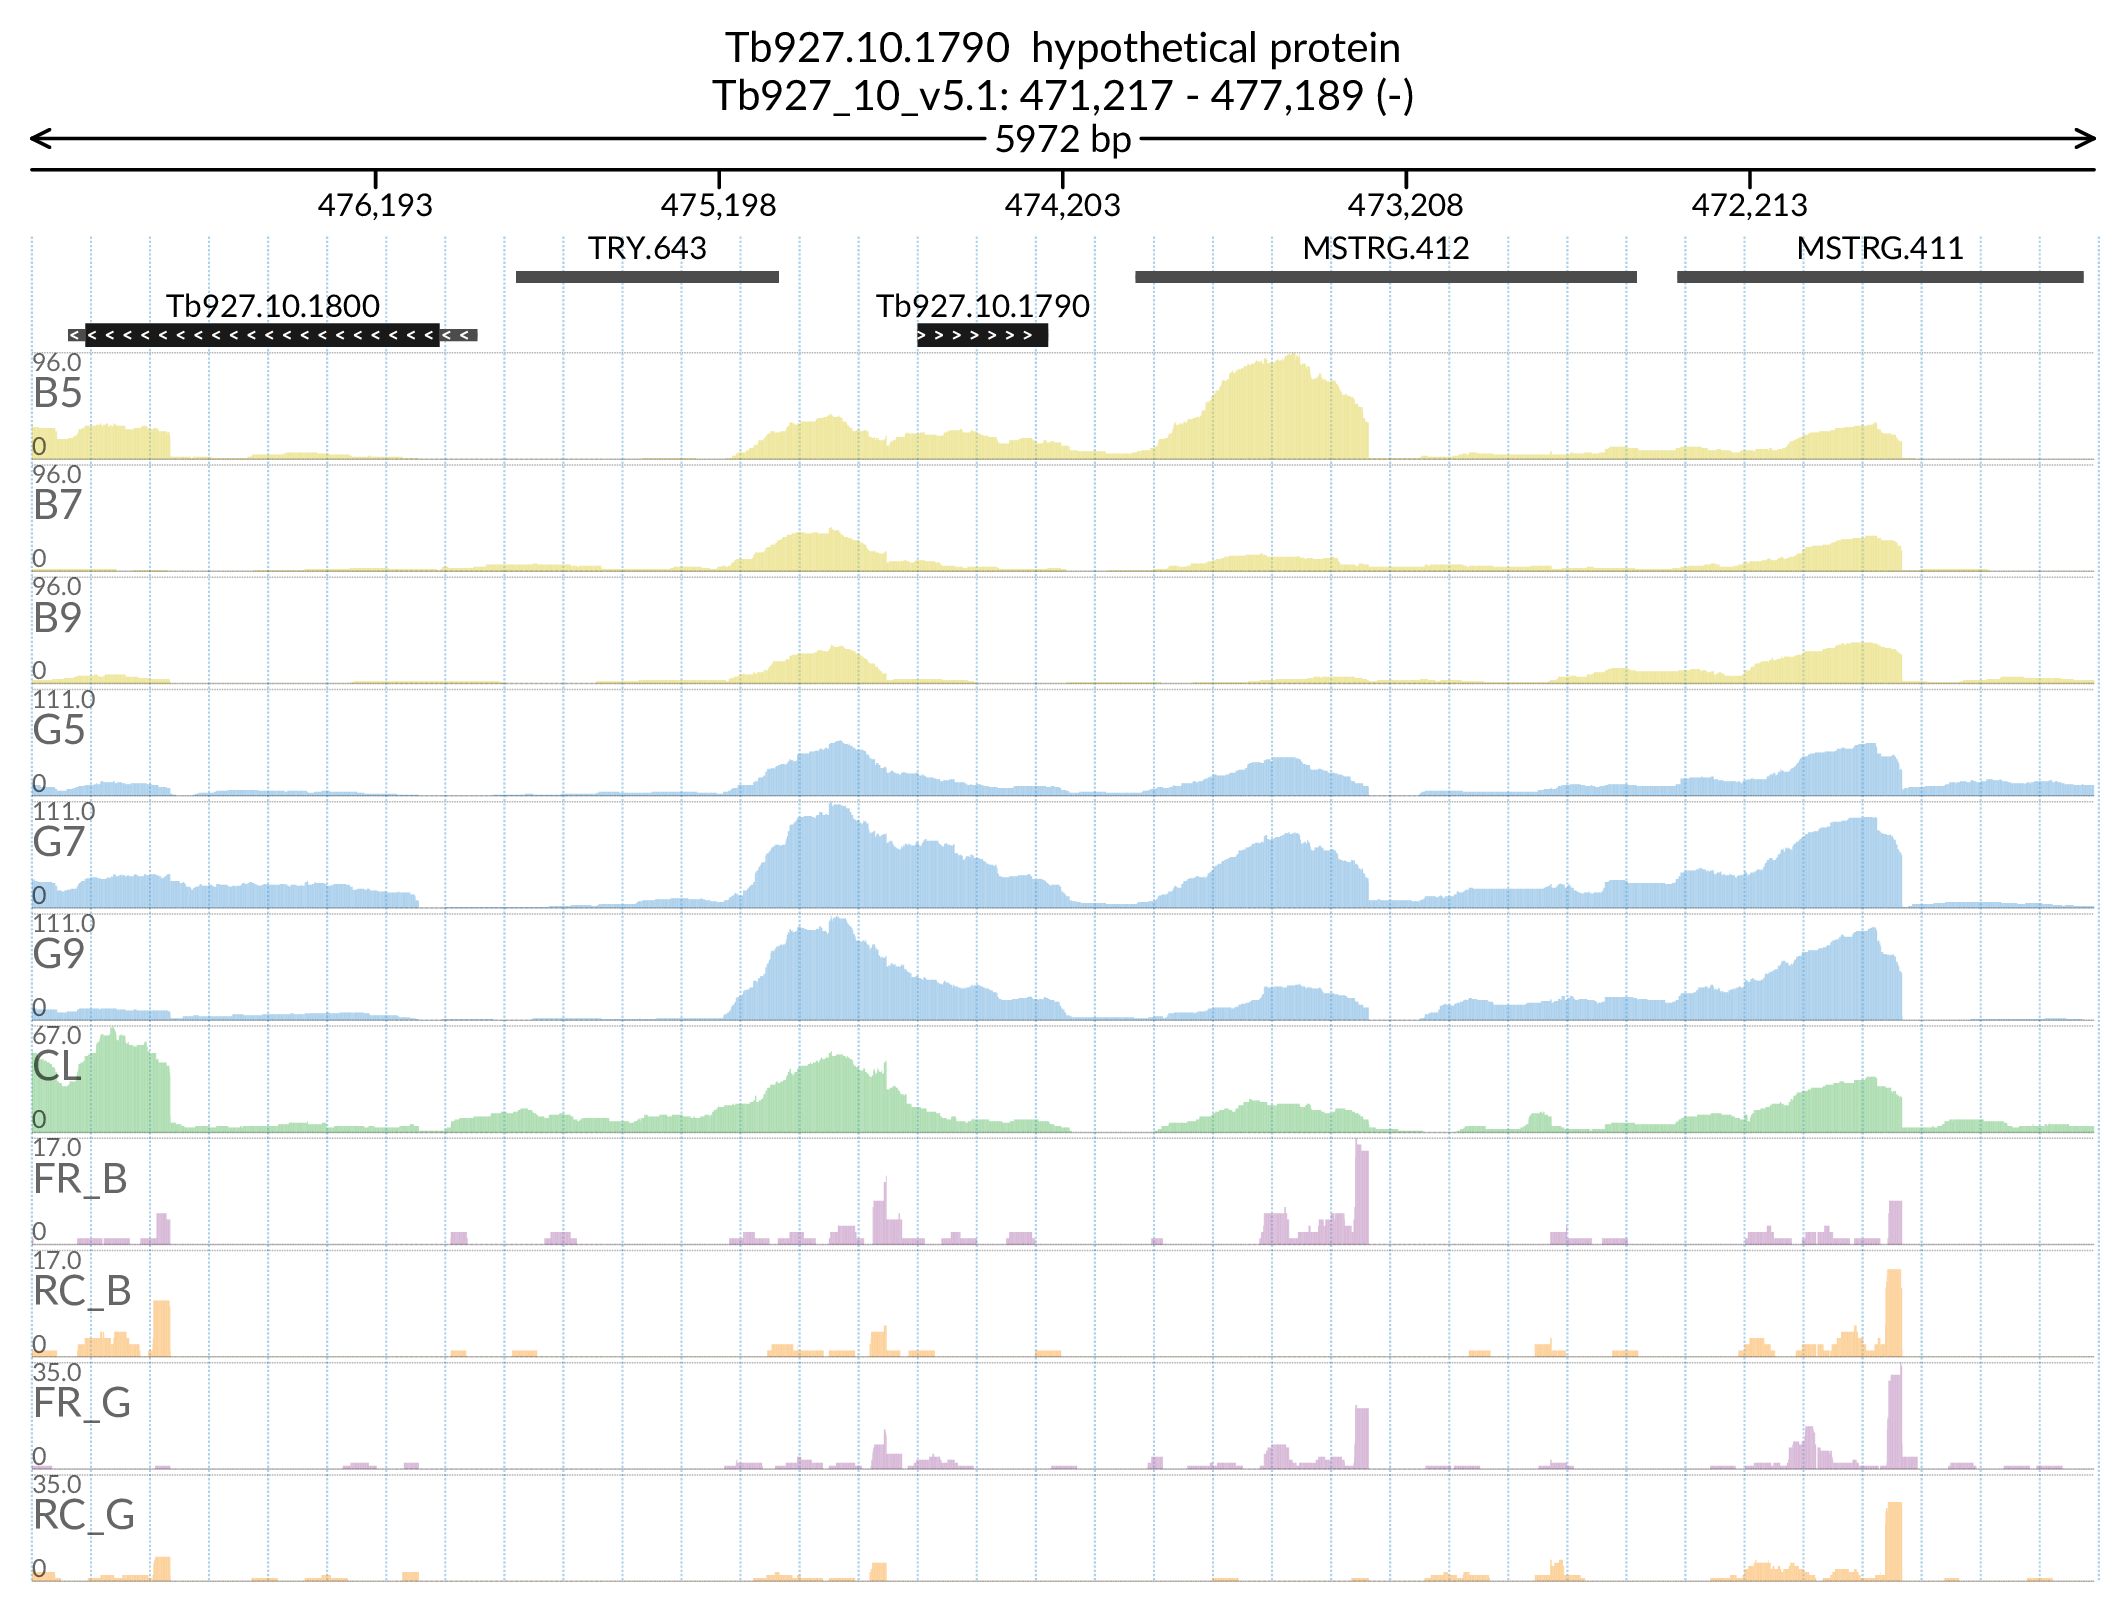 Tb927.10.1790  hypothetical protein
Tb927_10_v5.1: 471,217 - 477,189 (-)
5972 bp
476,193 475,198 474,203 473,208 472,213
TRY.643 MSTRG.412 MSTRG.411
Tb927.10.1800 Tb927.10.1790
96.0
B5
0
96.0
B7
0
96.0
B9
0
111.0
G5
0
111.0
G7
0
111.0
G9
0
67.0
CL
0
17.0
FR_B
0
17.0
RC_B
0
35.0
FR_G
0
35.0
RC_G
0